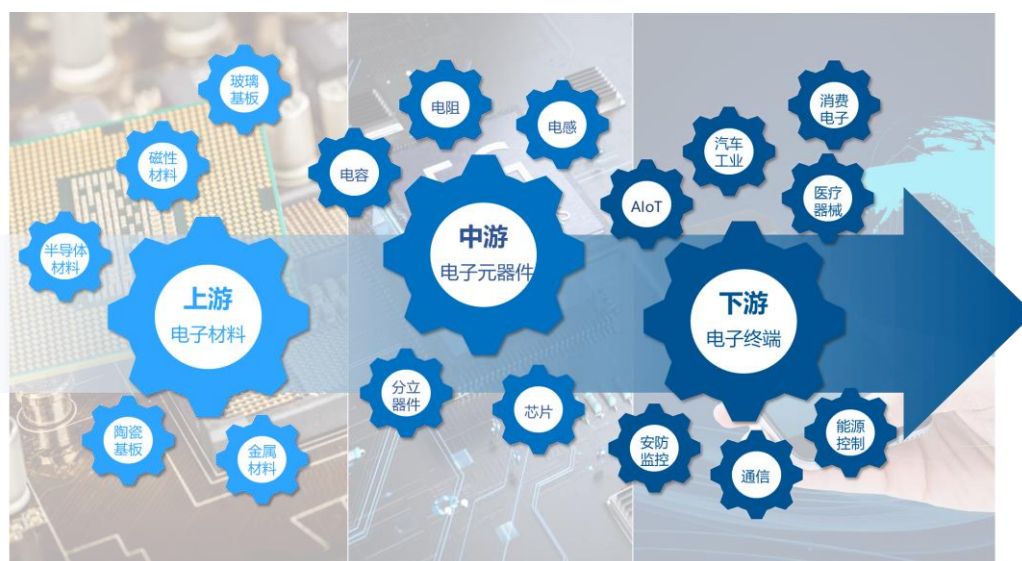 玻璃
基板
磁性
材料
半导体
材料
上游
电子材料
陶瓷
基板
金属
材料
电容
电阻
电感
中游
电子元器件
分立
器件
芯片
AIoT
汽车
工业
消费
电子
医疗
器械
下游
电子终端
安防
监控
通信
能源
控制